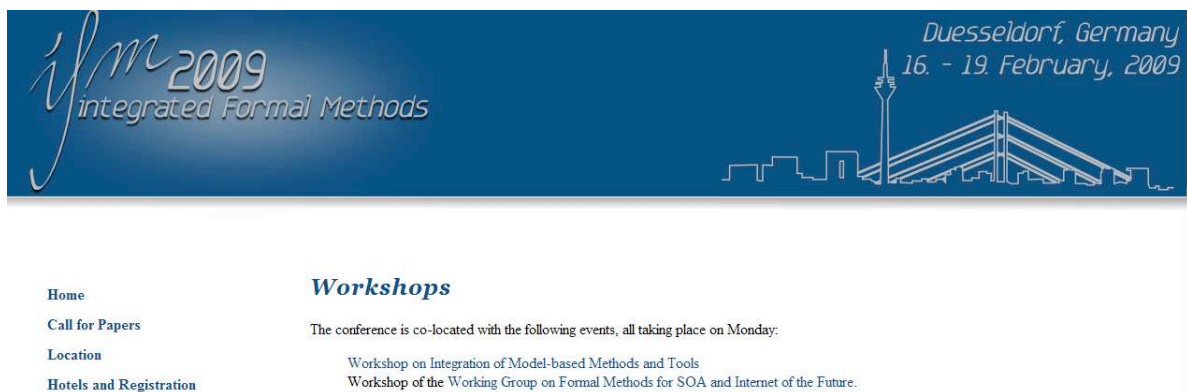 ifm 2009
integrated Formal Methods
Duesseldorf, Germany
16. - 19. February, 2009
Home
Call for Papers
Location
Hotels and Registration
Workshops
The conference is co-located with the following events, all taking place on Monday:
Workshop on Integration of Model-based Methods and Tools
Workshop of the Working Group on Formal Methods for SOA and Internet of the Future.